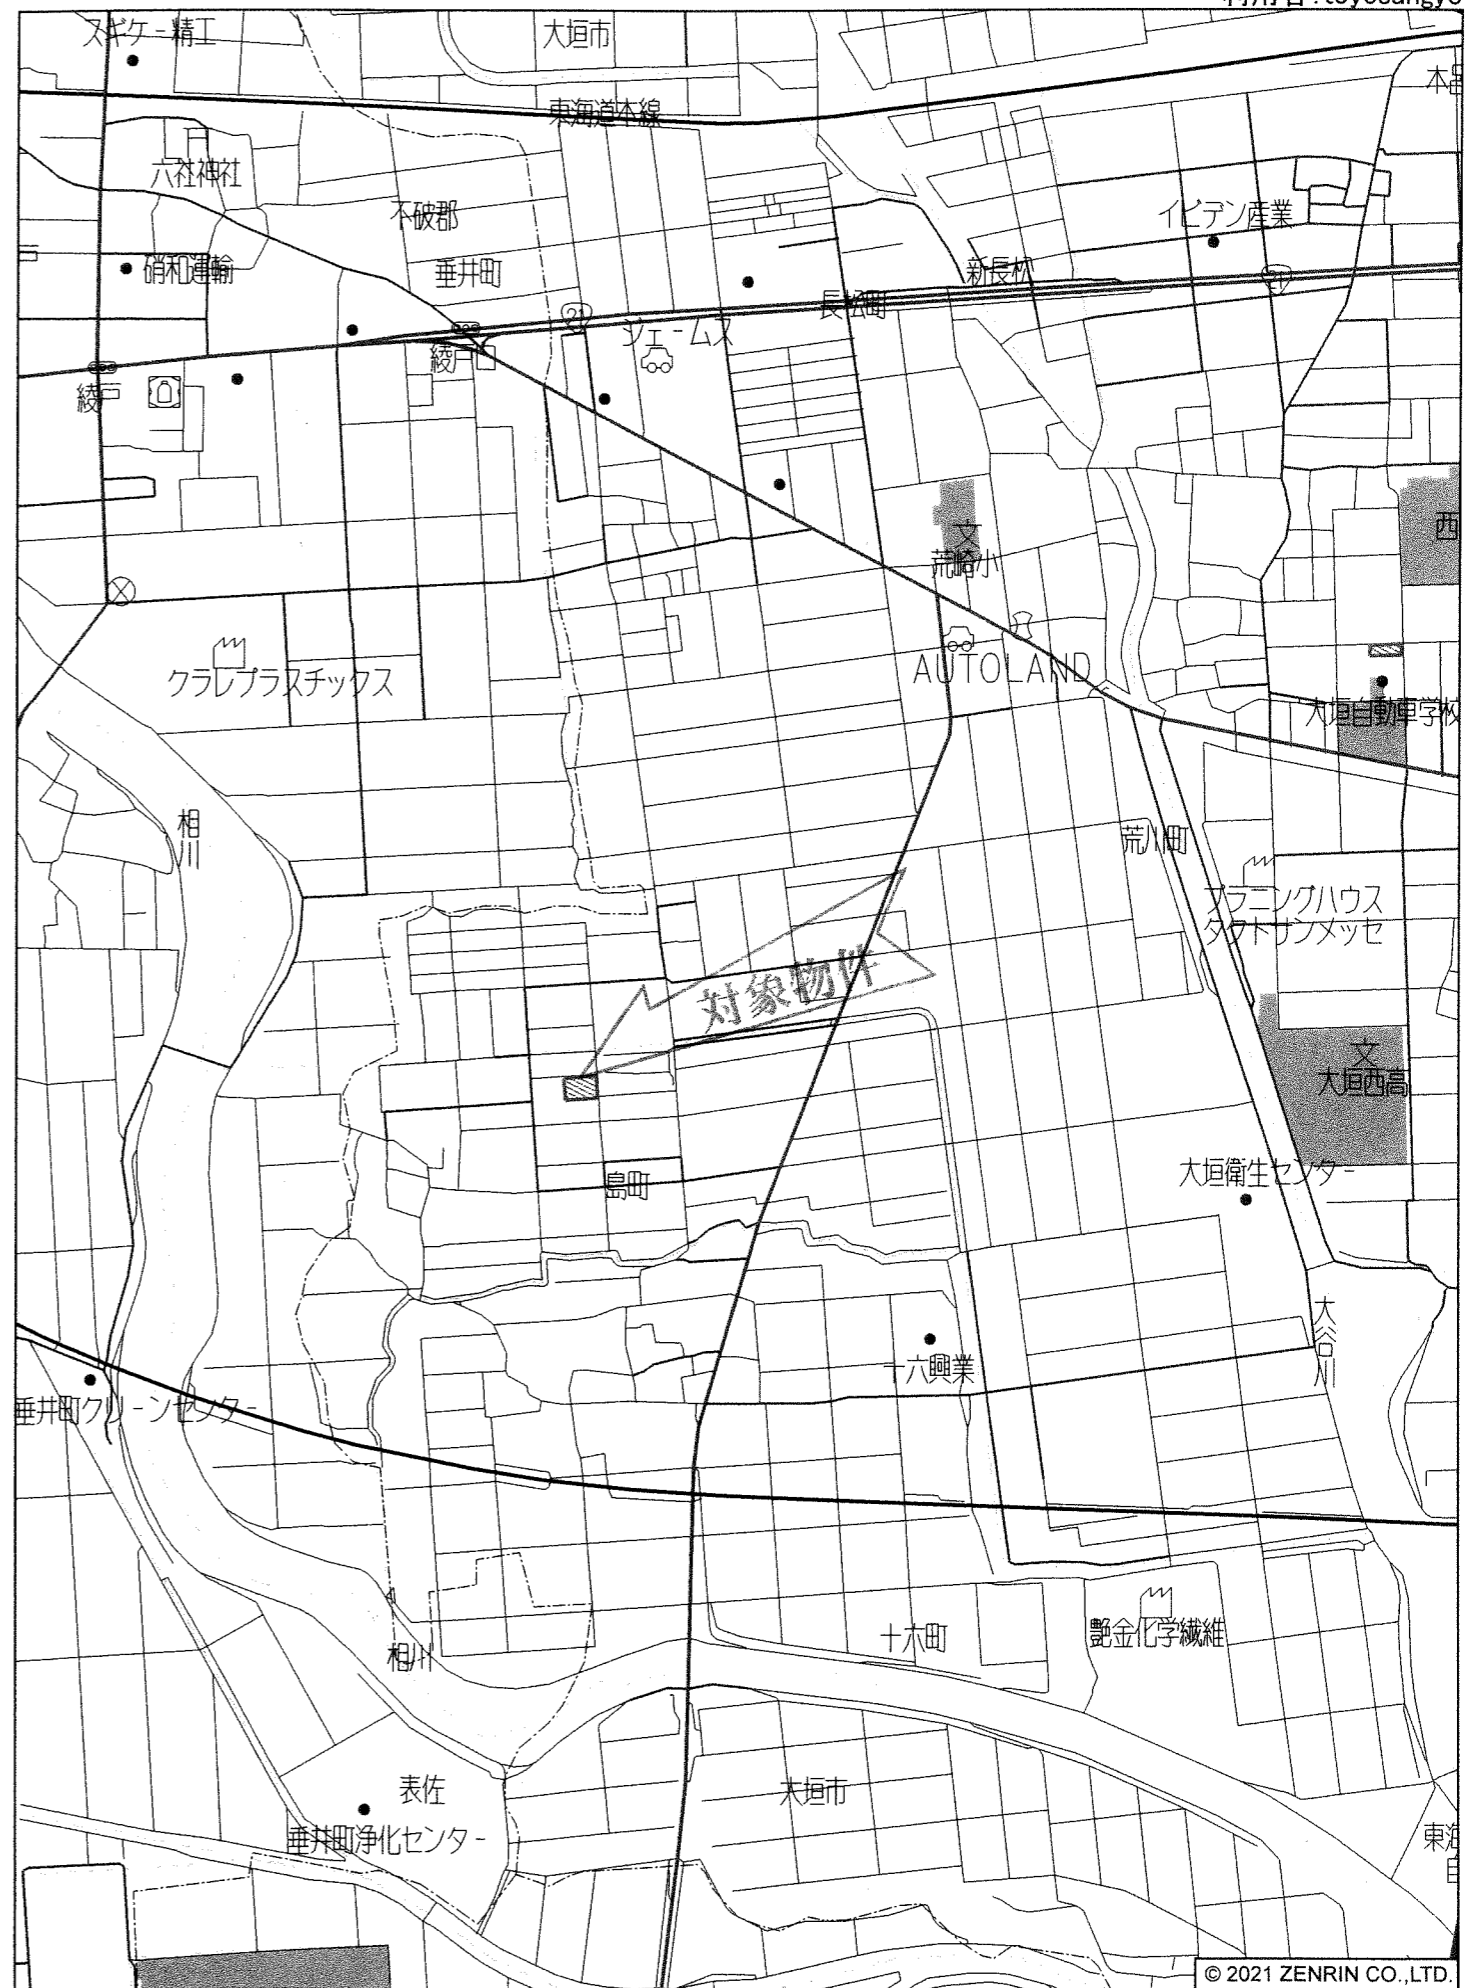 スギケー精工
大垣市
東海道本線
六社神社
不破郡
イビデン産業
硝和運輸
垂井町
新長松
21
21
長松町
ジェームス
綾戸口
綾戸
文
荒崎小
西
クラレプラスチックス
AUTOLAND
大垣自動車学校
相川
荒川町
プラニングハウス
タクトサンメッセ
対象物件
文
大垣西高
大垣衛生センター
島町
大谷川
十六興業
垂井町クリーンセンター
十六町
艶金化学繊維
相川
表佐
大垣市
垂井町浄化センター
© 2021 ZENRIN CO.,LTD.